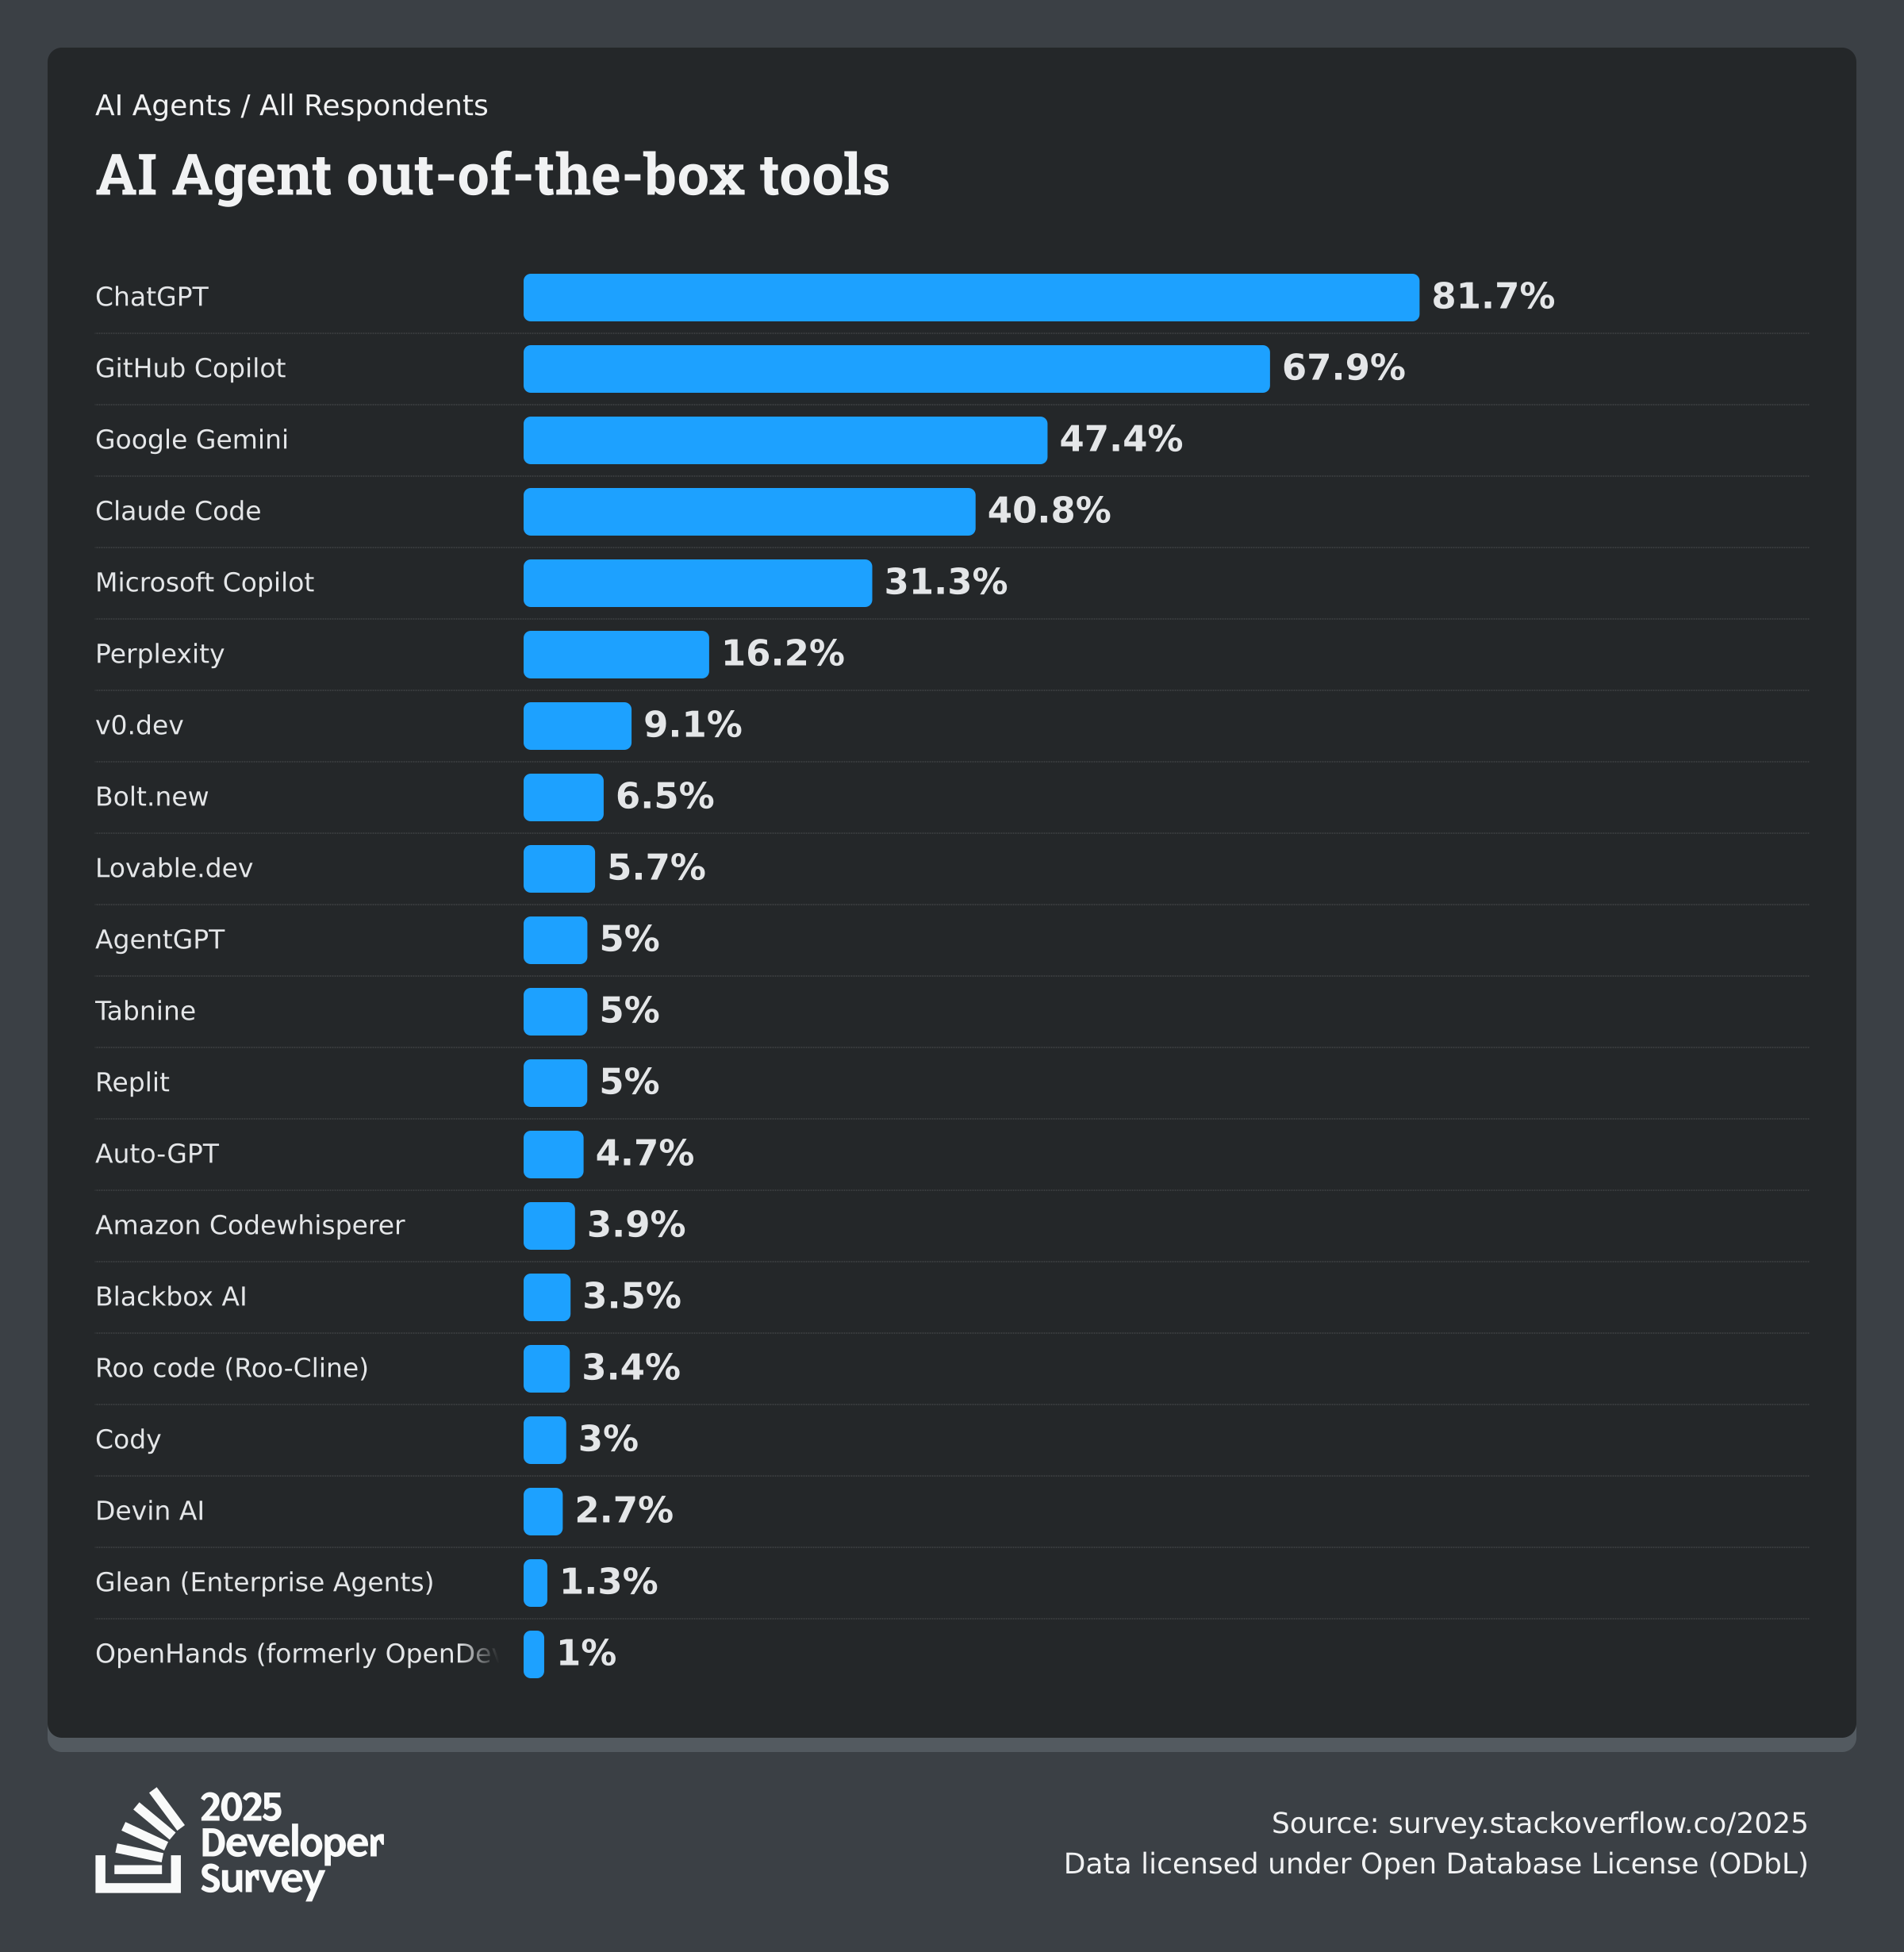 AI Agents / All Respondents
AI Agent out-of-the-box tools
ChatGPT 81.7%
GitHub Copilot 67.9%
Google Gemini 47.4%
Claude Code 40.8%
Microsoft Copilot 31.3%
Perplexity 16.2%
v0.dev 9.1%
Bolt.new 6.5%
Lovable.dev 5.7%
AgentGPT 5%
Tabnine 5%
Replit 5%
Auto-GPT 4.7%
Amazon Codewhisperer 3.9%
Blackbox AI 3.5%
Roo code (Roo-Cline) 3.4%
Cody 3%
Devin AI 2.7%
Glean (Enterprise Agents) 1.3%
OpenHands (formerly OpenDev 1%
2025
Developer
Survey
Source: survey.stackoverflow.co/2025
Data licensed under Open Database License (ODbL)